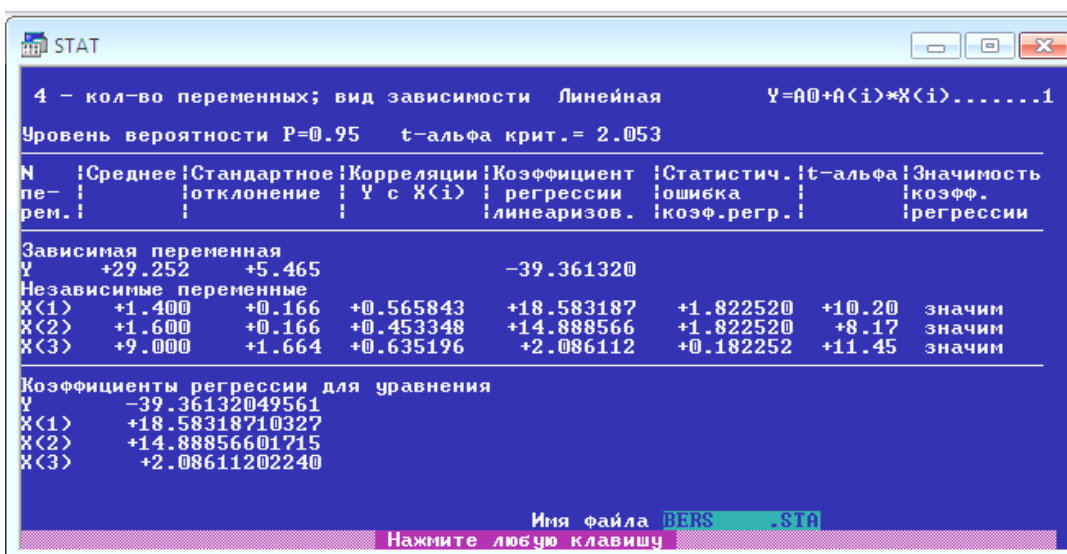 STAT
4 - кол-во переменных; вид зависимости Линейная Y=A0+A(i)*X(i).......1
Уровень вероятности P=0.95 t-альфа крит.= 2.053
N |Среднее|Стандартное|Корреляции|Коэффициент |Статистич.|t-альфа|Значимость
пе- | |отклонение | Y с X(i) | регрессии |ошибка | |коэфф.
рем.| | | |линеаризов. |коэф.регр.| |регрессии
Зависимая переменная
Y +29.252 +5.465 -39.361320
Независимые переменные
X(1) +1.400 +0.166 +0.565843 +18.583187 +1.822520 +10.20 значим
X(2) +1.600 +0.166 +0.453348 +14.888566 +1.822520 +8.17 значим
X(3) +9.000 +1.664 +0.635196 +2.086112 +0.182252 +11.45 значим
Коэффициенты регрессии для уравнения
Y -39.36132049561
X(1) +18.58318710327
X(2) +14.88856601715
X(3) +2.08611202240
Имя файла BERS .STA
Нажмите любую клавишу